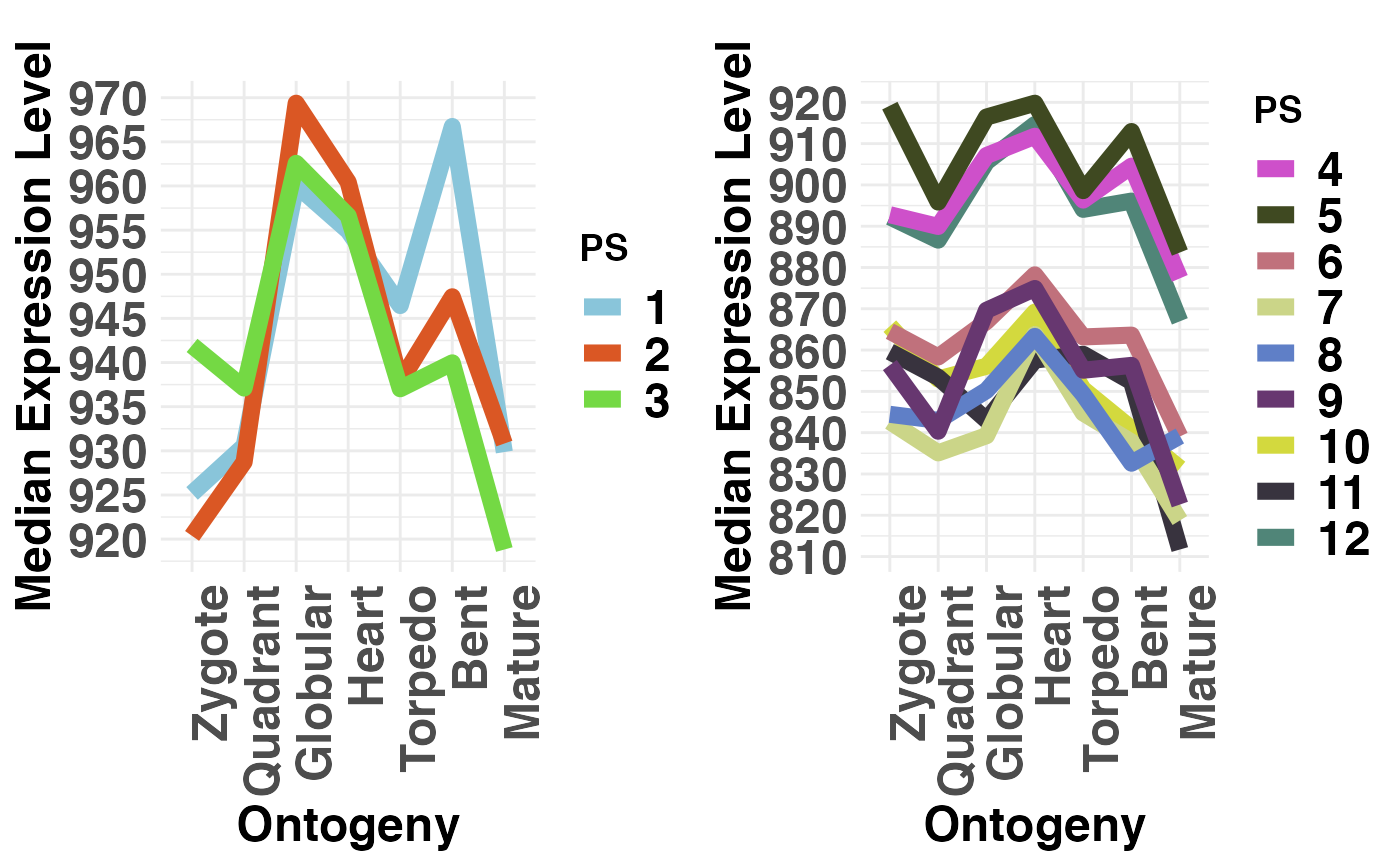 Median Expression Level
970
965
960
955
950
945
940
935
930
925
920
Zygote
Quadrant
Globular
Heart
Torpedo
Bent
Mature
Ontogeny
PS
1
2
3
Median Expression Level
920
910
900
890
880
870
860
850
840
830
820
810
Zygote
Quadrant
Globular
Heart
Torpedo
Bent
Mature
Ontogeny
PS
4
5
6
7
8
9
10
11
12